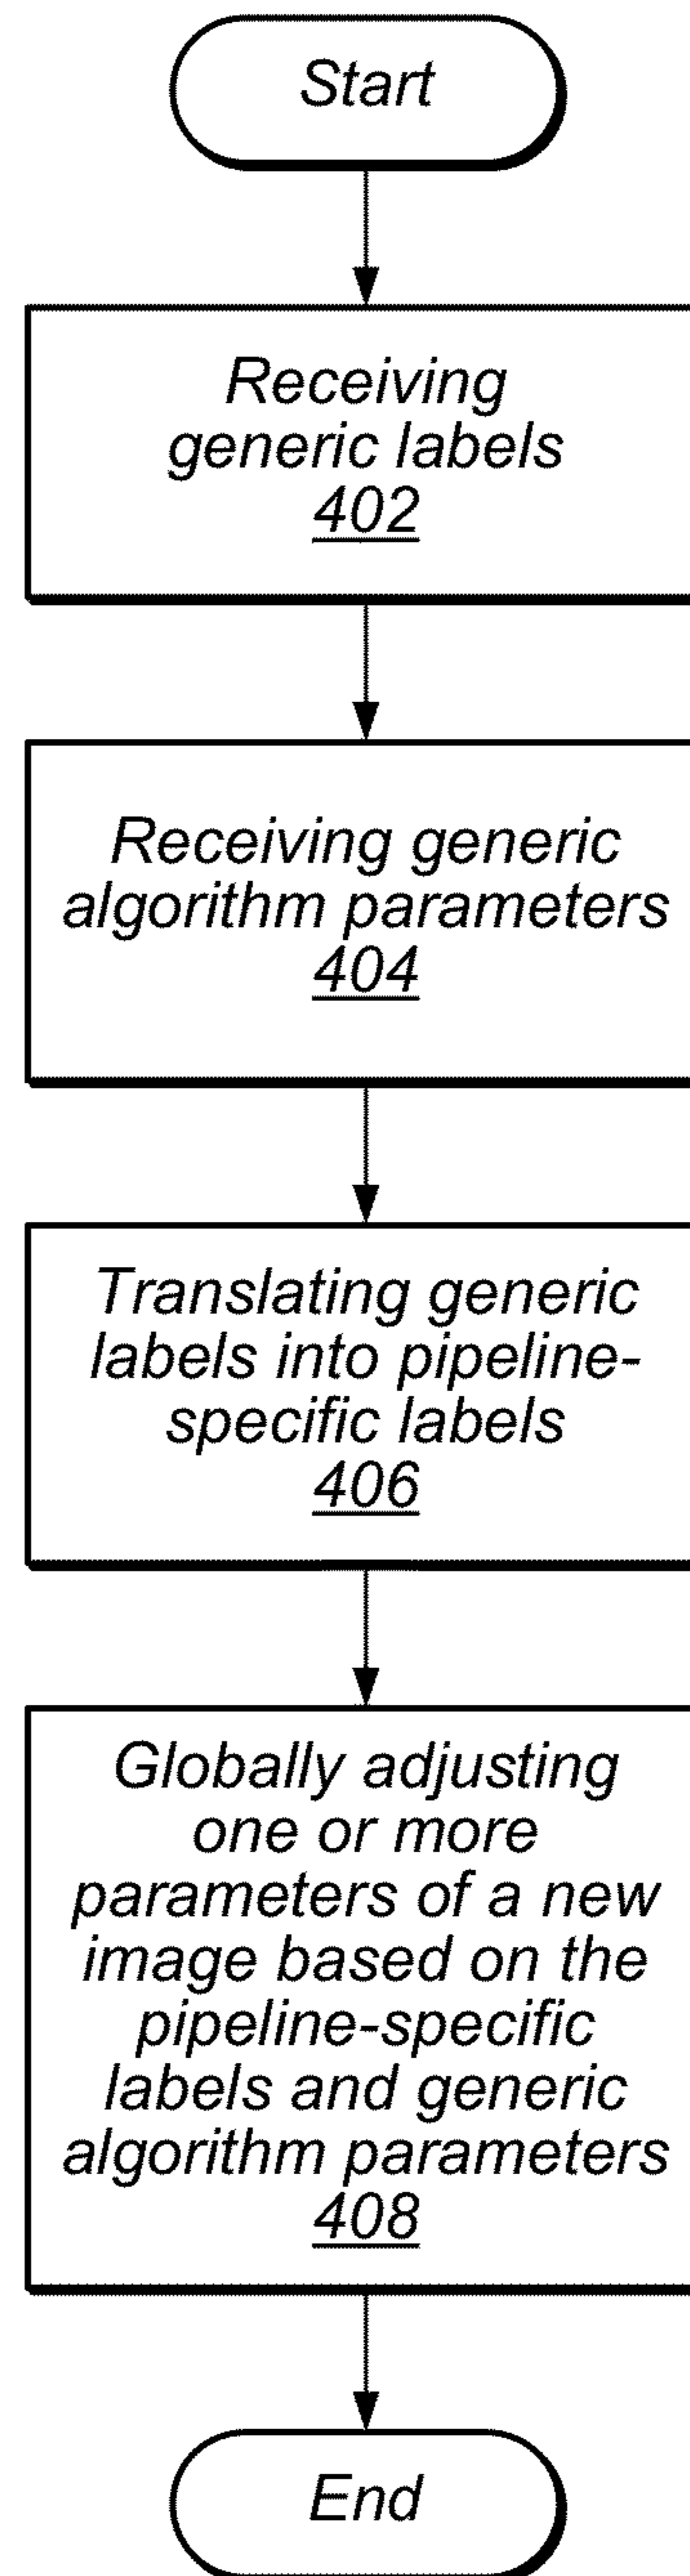 Start
Receiving
generic labels
402
Receiving generic
algorithm parameters
404
Translating generic
labels into pipeline-
specific labels
406
Globally adjusting
one or more
parameters of a new
image based on the
pipeline-specific
labels and generic
algorithm parameters
408
End